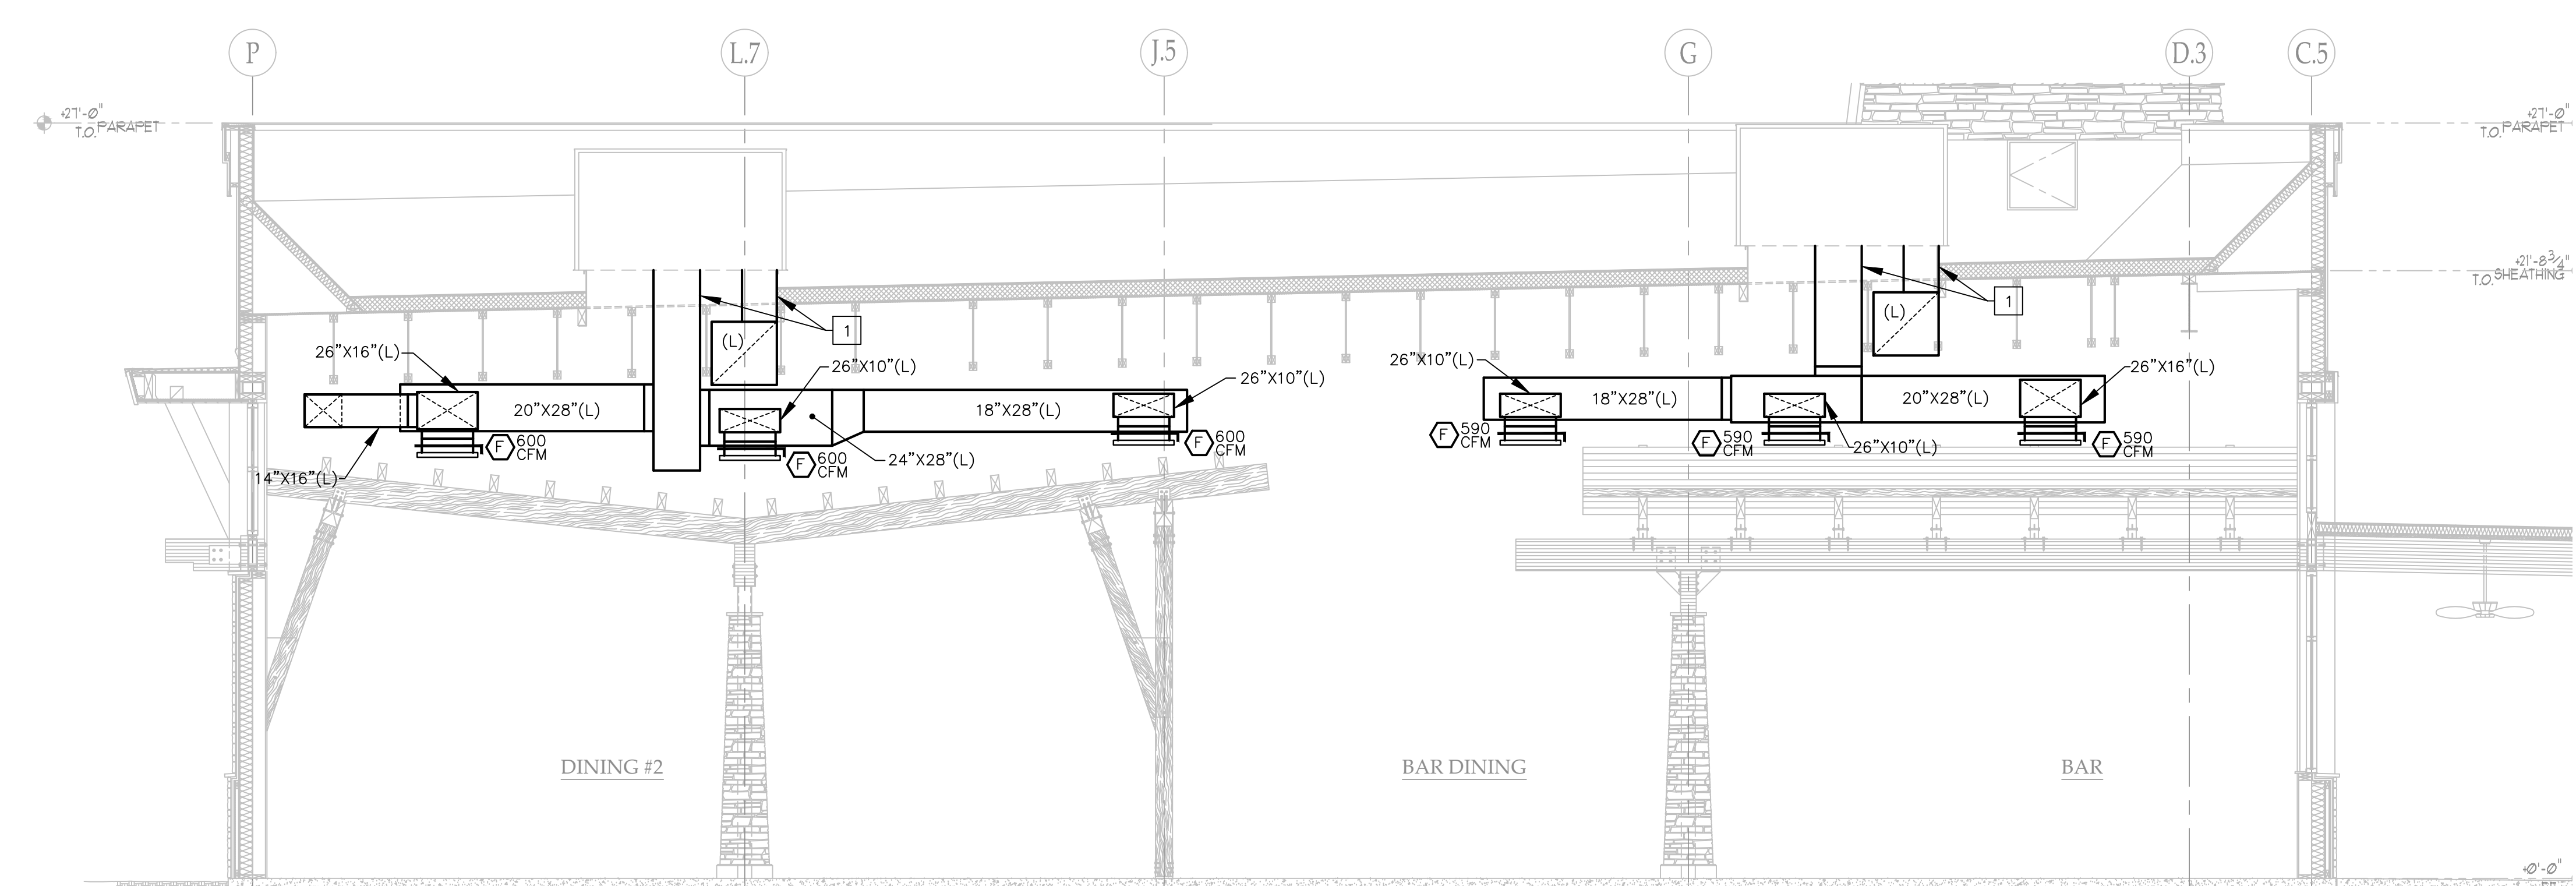 P
L.7
J.5
G
D.3
C.5
+27'-0"
T.O. PARAPET
+27'-0"
T.O. PARAPET
+21'-8 3/4"
T.O. SHEATHING
1
1
(L)
(L)
26"X16"(L)
20"X28"(L)
26"X10"(L)
18"X28"(L)
26"X10"(L)
26"X10"(L)
18"X28"(L)
20"X28"(L)
26"X16"(L)
F 600
CFM
F 600
CFM
F 600
CFM
F 590
CFM
F 590
CFM
F 590
CFM
14"X16"(L)
24"X28"(L)
26"X10"(L)
DINING #2
BAR DINING
BAR
+0'-0"